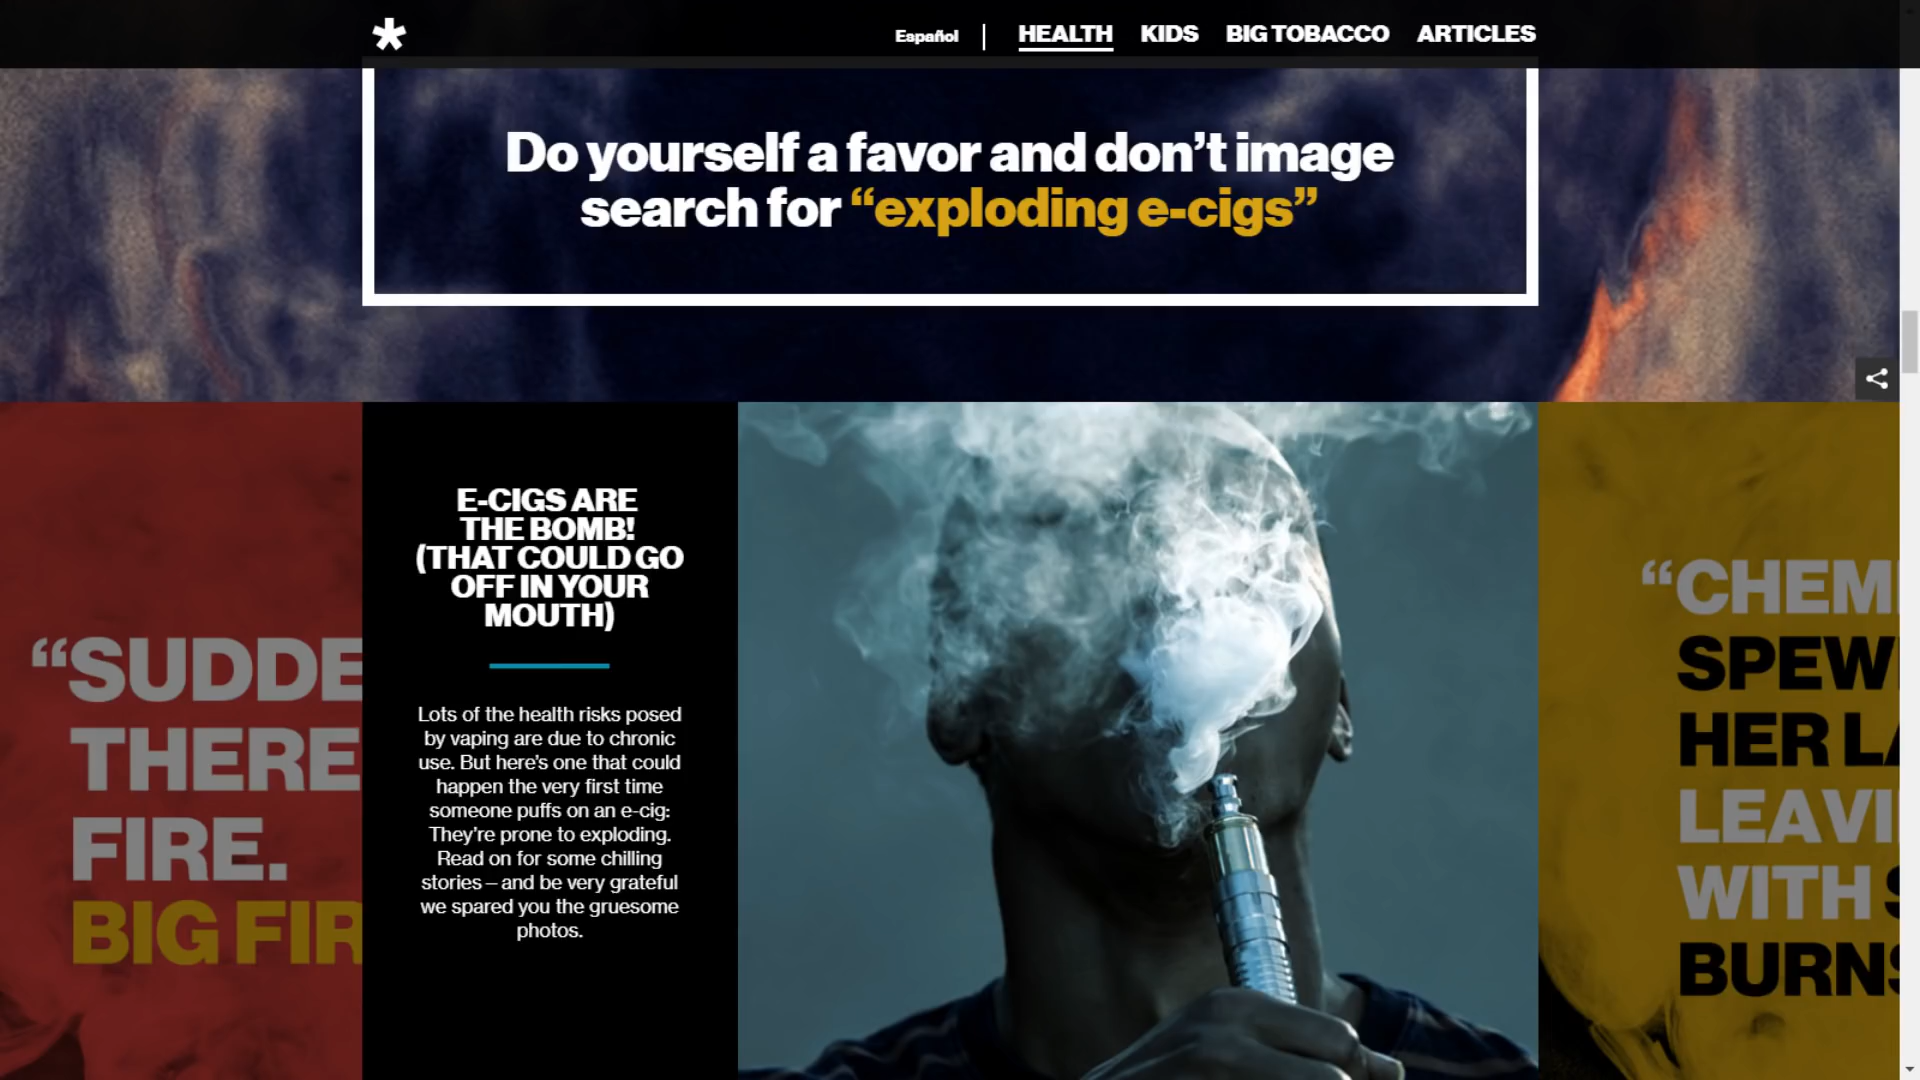 Español
HEALTH
KIDS
BIG TOBACCO
ARTICLES
Do yourself a favor and don’t image
search for “exploding e-cigs”
“SUDDE
THERE
FIRE.
BIG FIR
E-CIGS ARE
THE BOMB!
(THAT COULD GO
OFF IN YOUR
MOUTH)
Lots of the health risks posed
by vaping are due to chronic
use. But here’s one that could
happen the very first time
someone puffs on an e-cig:
They’re prone to exploding.
Read on for some chilling
stories – and be very grateful
we spared you the gruesome
photos.
“CHEMI
SPEW
HER LA
LEAVI
WITH S
BURNS